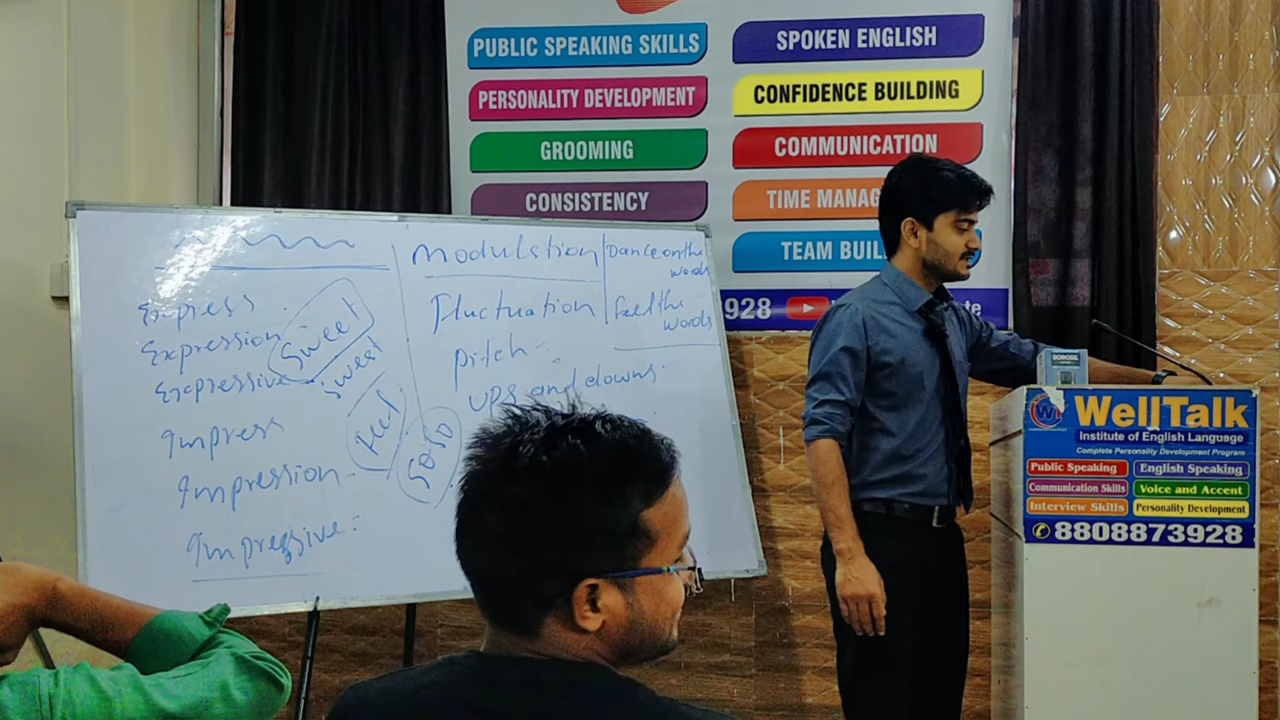 PUBLIC SPEAKING SKILLS
SPOKEN ENGLISH
PERSONALITY DEVELOPMENT
CONFIDENCE BUILDING
GROOMING
COMMUNICATION
CONSISTENCY
TIME MANAG
TEAM BUIL
928
te
Express
Expression
Expressive
Impress
Impression
Impressive
Sweet
Sweet
Feel
Modulation
Fluctuation
Pitch
ups and downs
Dance on the
words
Feel the
words
BOROSIL
WellTalk
Institute of English Language
Complete Personality Development Program
Public Speaking
English Speaking
Communication Skills
Voice and Accent
Interview Skills
Personality Development
8808873928